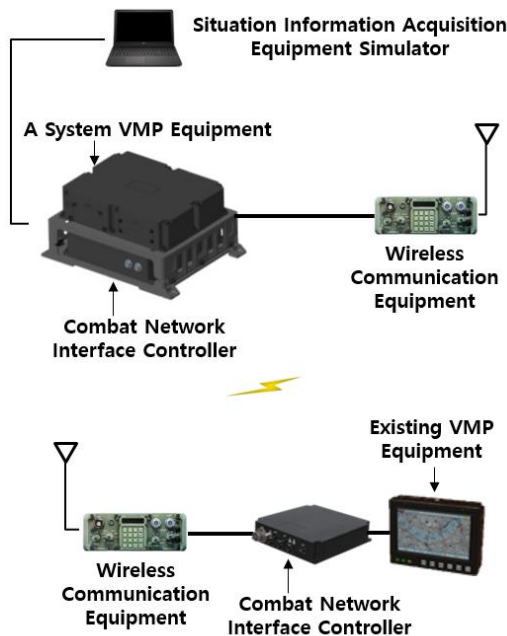 Situation Information Acquisition
Equipment Simulator
A System VMP Equipment
Wireless
Communication
Equipment
Combat Network
Interface Controller
Existing VMP
Equipment
Wireless
Communication
Equipment
Combat Network
Interface Controller